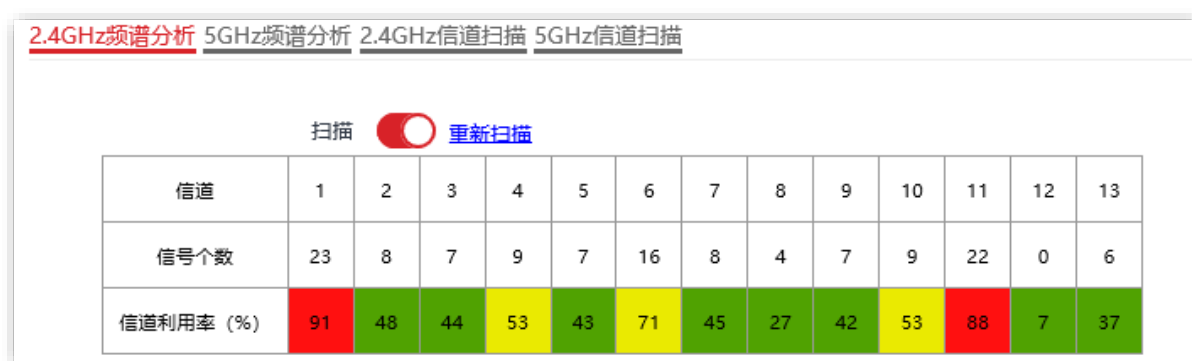 2.4GHz频谱分析 5GHz频谱分析 2.4GHz信道扫描 5GHz信道扫描
扫描 重新扫描
信道 1 2 3 4 5 6 7 8 9 10 11 12 13
信号个数 23 8 7 9 7 16 8 4 7 9 22 0 6
信道利用率 (%) 91 48 44 53 43 71 45 27 42 53 88 7 37